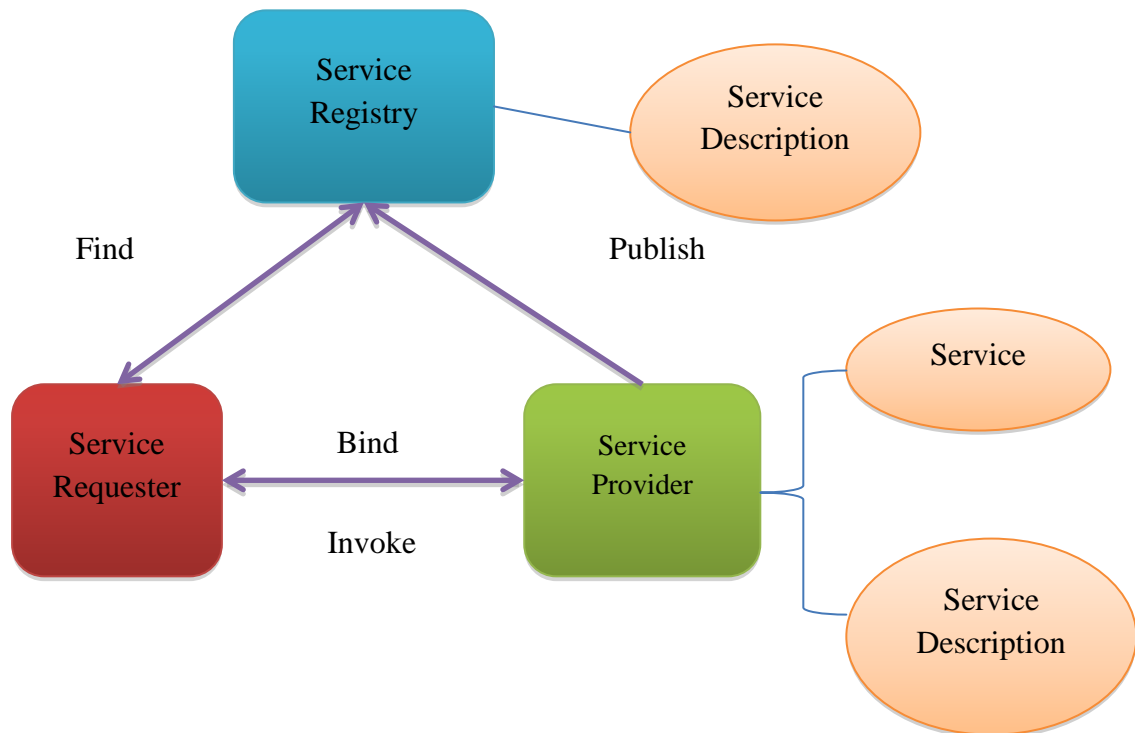 Service
Registry
Service
Description
Find
Publish
Service
Service
Requester
Bind
Invoke
Service
Provider
Service
Description